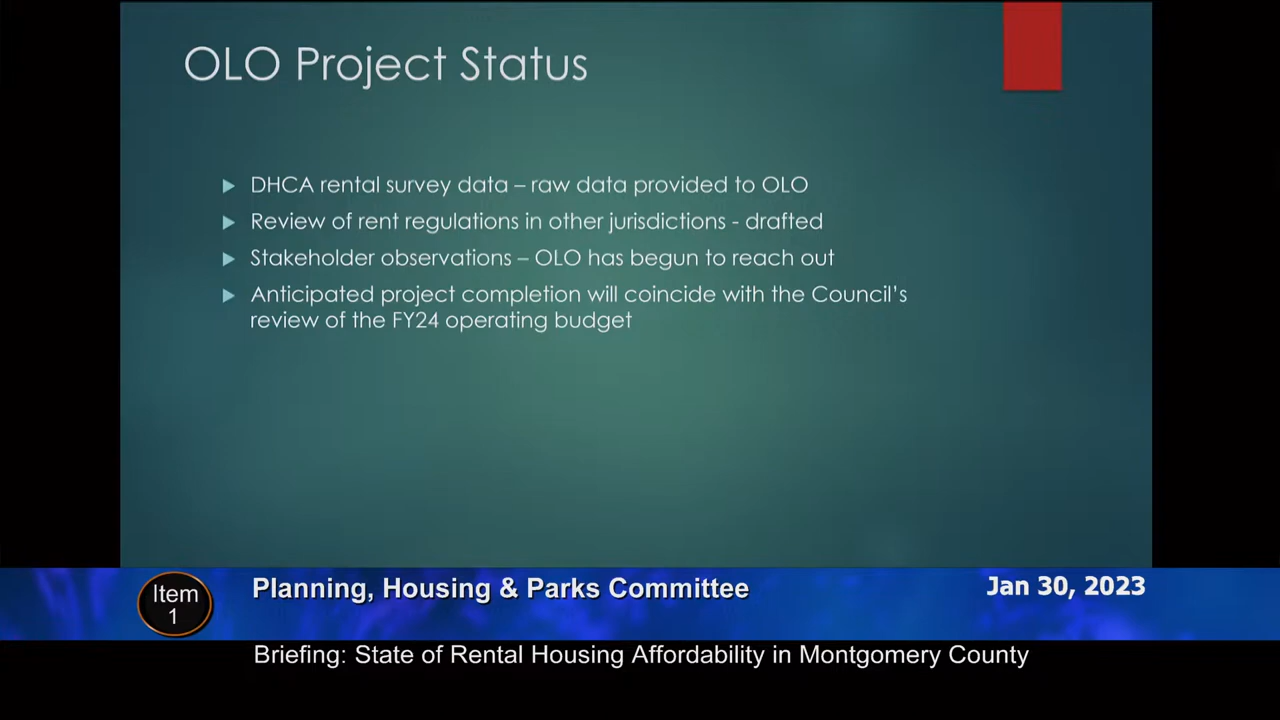 OLO Project Status
DHCA rental survey data – raw data provided to OLO
Review of rent regulations in other jurisdictions - drafted
Stakeholder observations – OLO has begun to reach out
Anticipated project completion will coincide with the Council's
review of the FY24 operating budget
Item
1
Planning, Housing & Parks Committee
Jan 30, 2023
Briefing: State of Rental Housing Affordability in Montgomery County